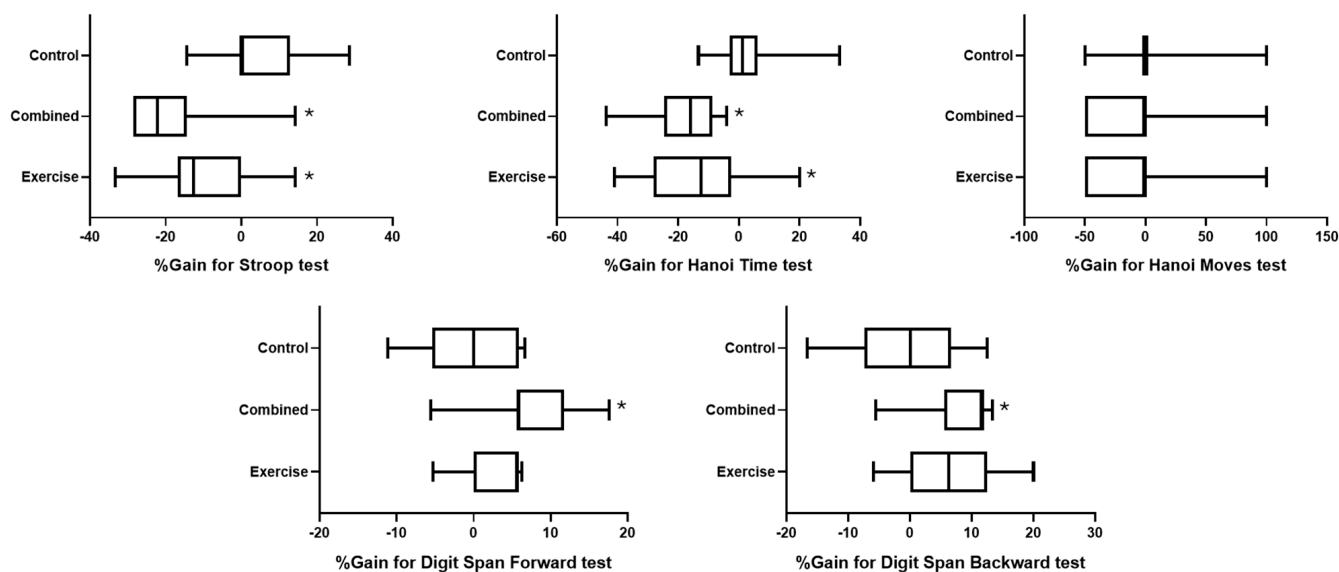 Control
Combined *
Exercise *
-40 -20 0 20 40
%Gain for Stroop test
Control
Combined *
Exercise *
-60 -40 -20 0 20 40
%Gain for Hanoi Time test
Control
Combined
Exercise
-100 -50 0 50 100 150
%Gain for Hanoi Moves test
Control
Combined *
Exercise
-20 -10 0 10 20
%Gain for Digit Span Forward test
Control
Combined *
Exercise
-20 -10 0 10 20 30
%Gain for Digit Span Backward test